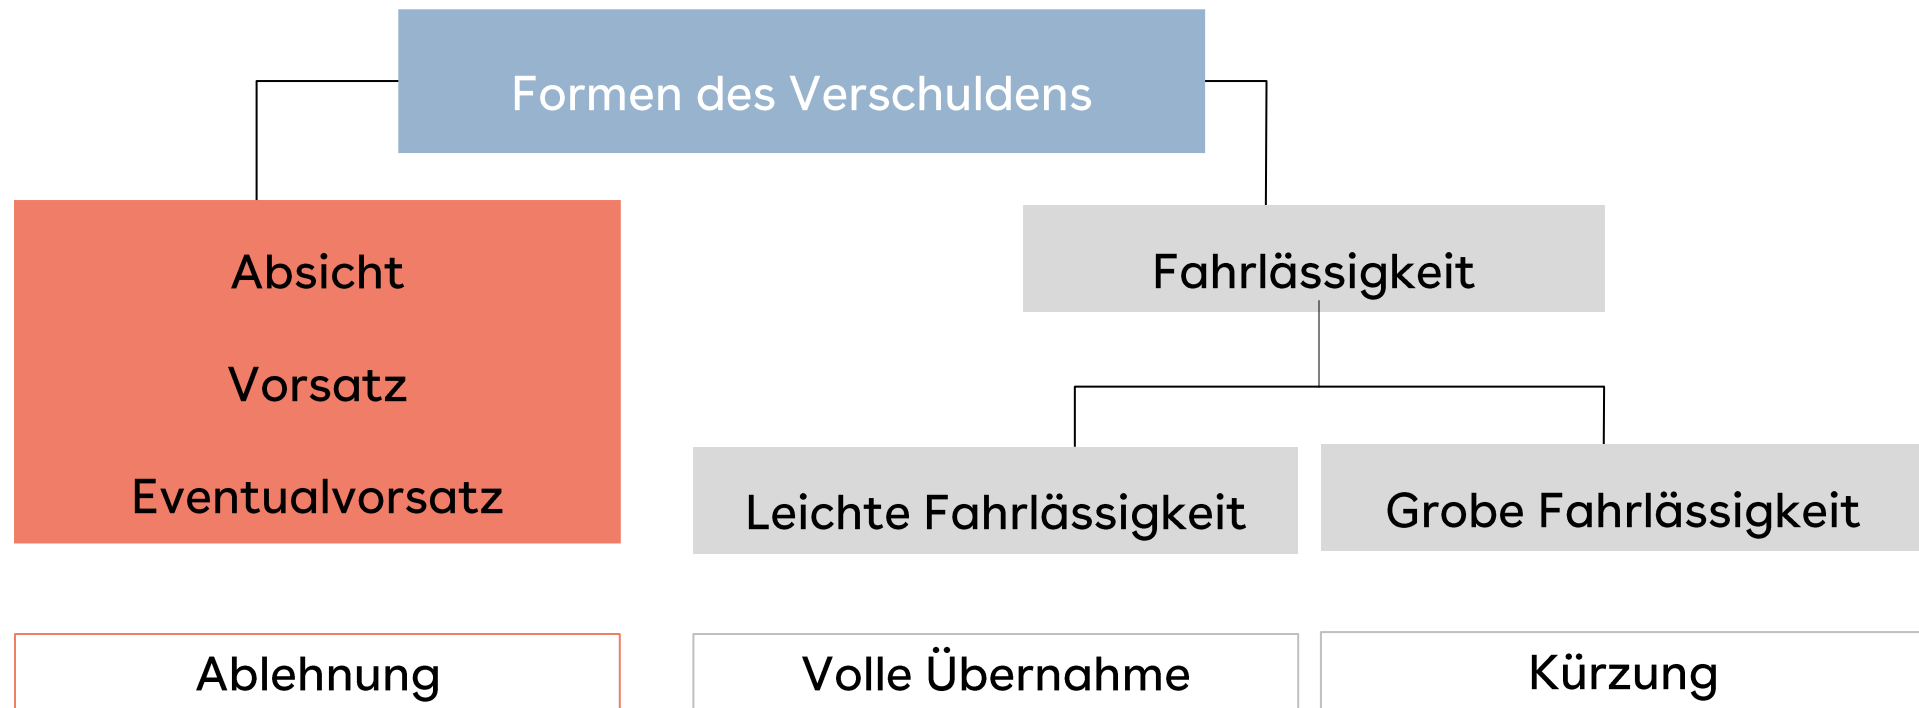 Formen des Verschuldens
Absicht
Vorsatz
Eventualvorsatz
Fahrlässigkeit
Leichte Fahrlässigkeit
Grobe Fahrlässigkeit
Ablehnung
Volle Übernahme
Kürzung